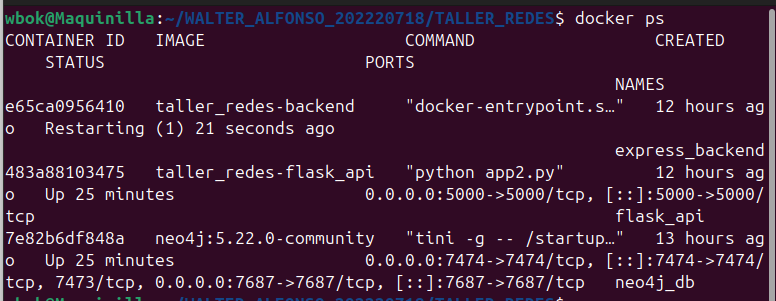 wbok@Maquinilla:~/WALTER_ALFONSO_202220718/TALLER_REDES$ docker ps
CONTAINER ID   IMAGE                    COMMAND                  CREATED
    STATUS                          PORTS
                                                             NAMES
e65ca0956410   taller_redes-backend     "docker-entrypoint.s…"   12 hours ag
o   Restarting (1) 21 seconds ago
                                                             express_backend
483a88103475   taller_redes-flask_api   "python app2.py"         12 hours ag
o   Up 25 minutes                   0.0.0.0:5000->5000/tcp, [::]:5000->5000/
tcp                                                          flask_api
7e82b6df848a   neo4j:5.22.0-community   "tini -g -- /startup…"   13 hours ag
o   Up 25 minutes                   0.0.0.0:7474->7474/tcp, [::]:7474->7474/
tcp, 7473/tcp, 0.0.0.0:7687->7687/tcp, [::]:7687->7687/tcp   neo4j_db